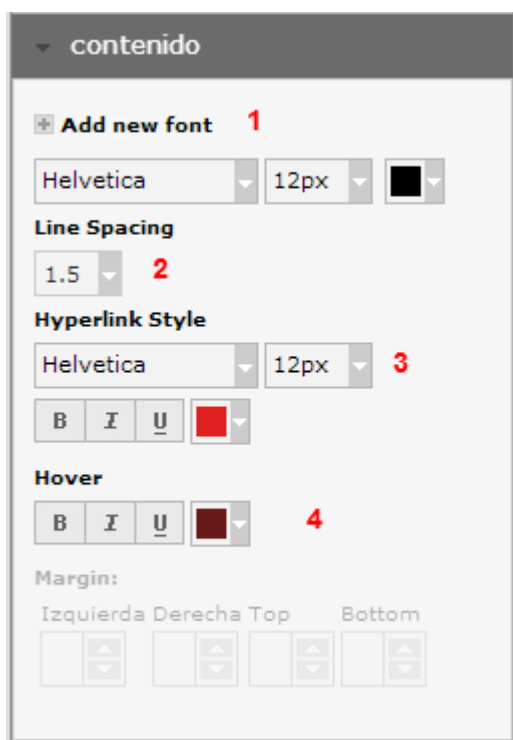 contenido
Add new font 1
Helvetica 12px
Line Spacing
1.5 2
Hyperlink Style
Helvetica 12px 3
B I U
Hover
B I U 4
Margin:
Izquierda Derecha Top Bottom